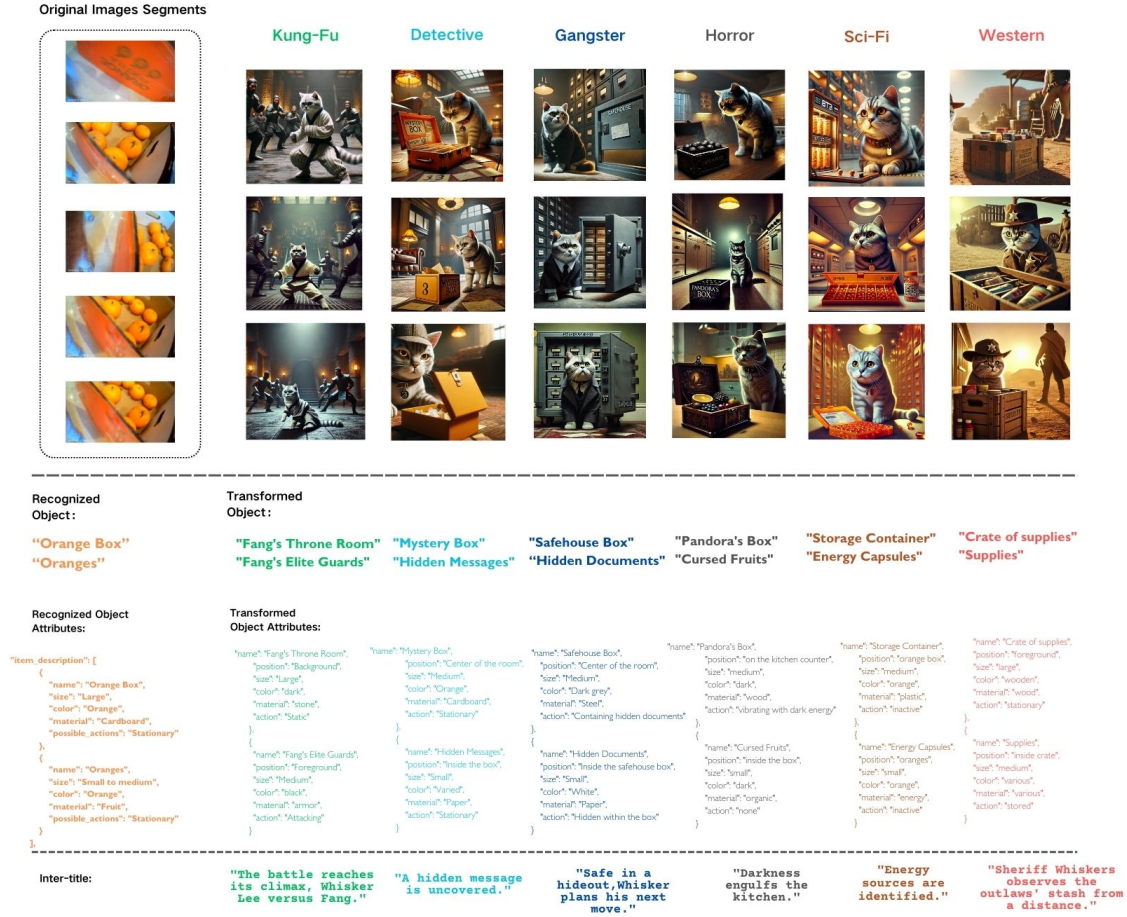 Original Images Segments
Kung-Fu
Detective
Gangster
Horror
Sci-Fi
Western
MYSTERY
BOX
SAFEHOUSE
3
PANDORA'S
BOX
Recognized
Object:
"Orange Box"
"Oranges"
Transformed
Object:
"Fang's Throne Room"
"Fang's Elite Guards"
"Mystery Box"
"Hidden Messages"
"Safehouse Box"
"Hidden Documents"
"Pandora's Box"
"Cursed Fruits"
"Storage Container"
"Energy Capsules"
"Crate of supplies"
"Supplies"
Recognized Object
Attributes:
"item_description": [
{
"name": "Orange Box",
"size": "Large",
"color": "Orange",
"material": "Cardboard",
"possible_actions": "Stationary"
},
{
"name": "Oranges",
"size": "Small to medium",
"color": "Orange",
"material": "Fruit",
"possible_actions": "Stationary"
}
],
Transformed
Object Attributes:
"name": "Fang's Throne Room",
"position": "Background",
"size": "Large",
"color": "dark",
"material": "stone",
"action": "Static"
},
{
"name": "Fang's Elite Guards",
"position": "Foreground",
"size": "Medium",
"color": "black",
"material": "armor",
"action": "Attacking"
}
"name": "Mystery Box",
"position": "Center of the room",
"size": "Medium",
"color": "Orange",
"material": "Cardboard",
"action": "Stationary"
},
{
"name": "Hidden Messages",
"position": "Inside the box",
"size": "Small",
"color": "Varied",
"material": "Paper",
"action": "Stationary"
}
"name": "Safehouse Box",
"position": "Center of the room",
"size": "Medium",
"color": "Dark grey",
"material": "Steel",
"action": "Containing hidden documents"
},
{
"name": "Hidden Documents",
"position": "Inside the safehouse box",
"size": "Small",
"color": "White",
"material": "Paper",
"action": "Hidden within the box"
}
"name": "Pandora's Box",
"position": "on the kitchen counter",
"size": "medium",
"color": "dark",
"material": "wood",
"action": "vibrating with dark energy"
},
{
"name": "Cursed Fruits",
"position": "inside the box",
"size": "small",
"color": "dark",
"material": "organic",
"action": "none"
}
"name": "Storage Container",
"position": "orange box",
"size": "medium",
"color": "orange",
"material": "plastic",
"action": "inactive"
},
{
"name": "Energy Capsules",
"position": "oranges",
"size": "small",
"color": "orange",
"material": "energy",
"action": "inactive"
}
"name": "Crate of supplies",
"position": "foreground",
"size": "large",
"color": "wooden",
"material": "wood",
"action": "stationary"
},
{
"name": "Supplies",
"position": "inside crate",
"size": "medium",
"color": "various",
"material": "various",
"action": "stored"
}
Inter-title:
"The battle reaches
its climax, Whisker
Lee versus Fang."
"A hidden message
is uncovered."
"Safe in a
hideout,Whisker
plans his next
move."
"Darkness
engulfs the
kitchen."
"Energy
sources are
identified."
"Sheriff Whiskers
observes the
outlaws' stash from
a distance."